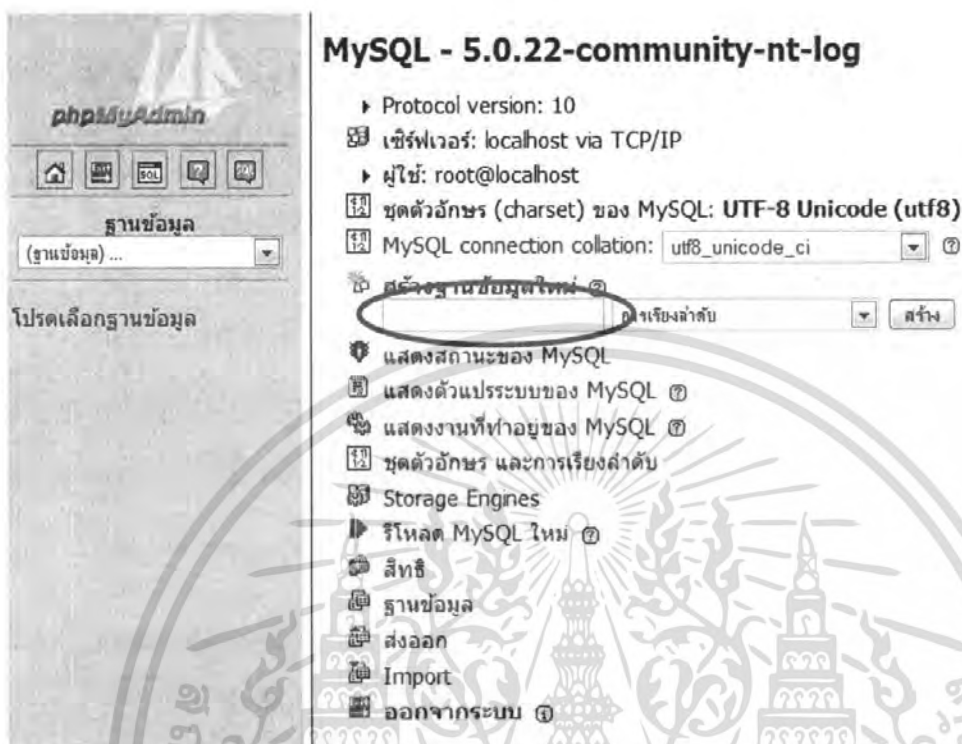 phpMyAdmin
ฐานข้อมูล
(ฐานข้อมูล) ...
โปรดเลือกฐานข้อมูล
MySQL - 5.0.22-community-nt-log
Protocol version: 10
เซิร์ฟเวอร์: localhost via TCP/IP
ผู้ใช้: root@localhost
ชุดตัวอักษร (charset) ของ MySQL: UTF-8 Unicode (utf8)
MySQL connection collation: utf8_unicode_ci
สร้างฐานข้อมูลใหม่
การเรียงลำดับ สร้าง
แสดงสถานะของ MySQL
แสดงตัวแปรระบบของ MySQL
แสดงงานที่ทำอยู่ของ MySQL
ชุดตัวอักษร และการเรียงลำดับ
Storage Engines
รีโหลด MySQL ใหม่
สิทธิ
ฐานข้อมูล
ส่งออก
Import
ออกจากระบบ